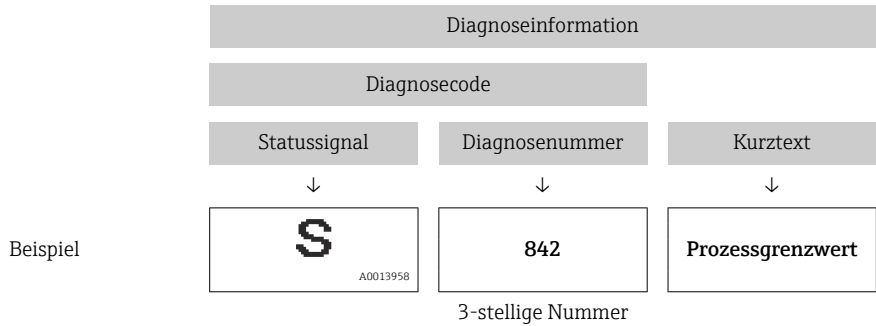 Diagnoseinformation
Diagnosecode
Statussignal Diagnosenummer Kurztext
↓ ↓ ↓
Beispiel S 842 Prozessgrenzwert
A0013958
3-stellige Nummer